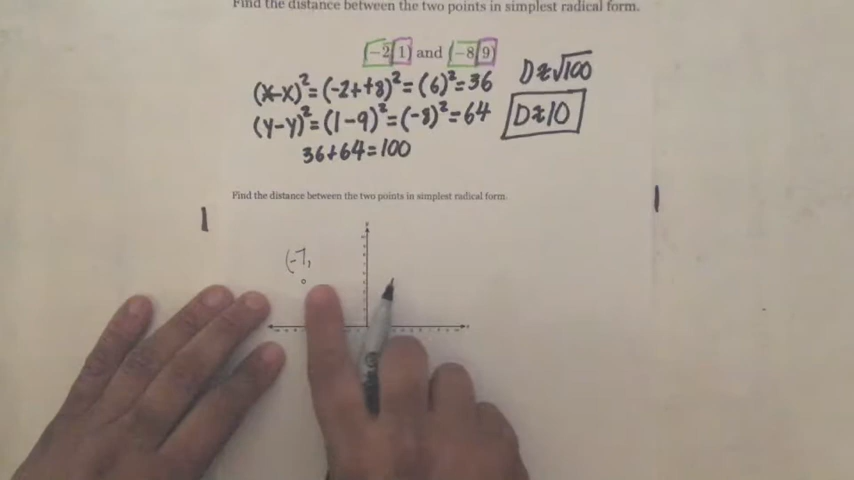 Find the distance between the two points in simplest radical form.
(-2, 1) and (-8, 9)
(x-x)²=(-2++8)²=(6)²=36
D≈√100
(y-y)²=(1-9)²=(-8)²=64
D≈10
36+64=100
Find the distance between the two points in simplest radical form.
(-7,